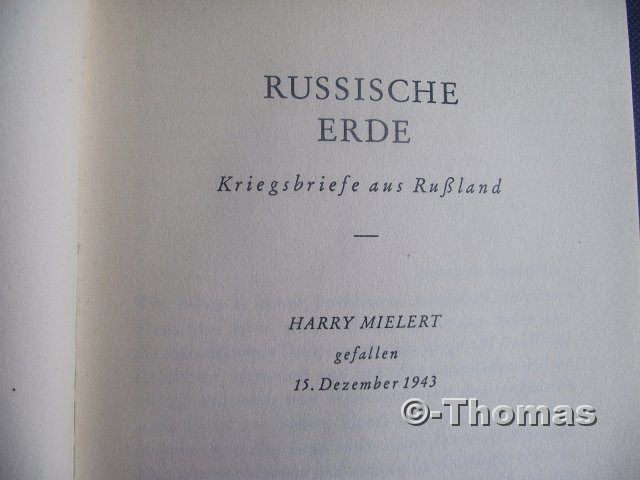 RUSSISCHE
ERDE
Kriegsbriefe aus Rußland
HARRY MIELERT
gefallen
15. Dezember 1943
©-Thomas